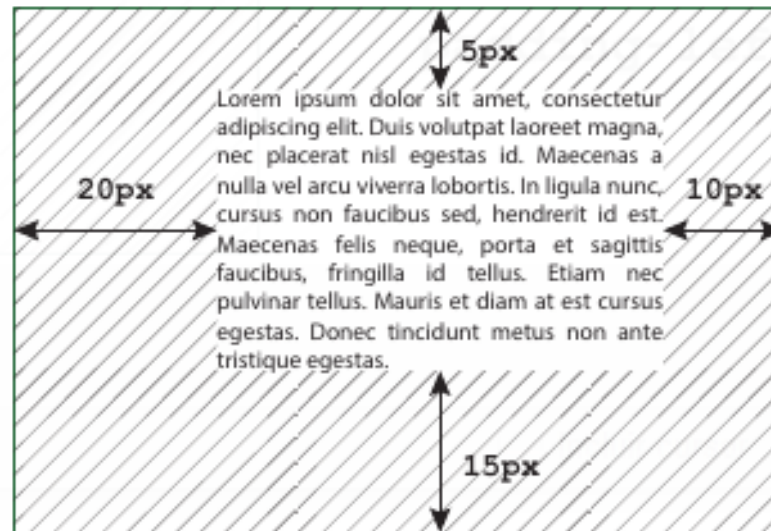 5px
Lorem ipsum dolor sit amet, consectetur
adipiscing elit. Duis volutpat laoreet magna,
nec placerat nisl egestas id. Maecenas a
nulla vel arcu viverra lobortis. In ligula nunc,
20px
10px
cursus non faucibus sed, hendrerit id est.
Maecenas felis neque, porta et sagittis
faucibus, fringilla id tellus. Etiam nec
pulvinar tellus. Mauris et diam at est cursus
egestas. Donec tincidunt metus non ante
tristique egestas.
15px